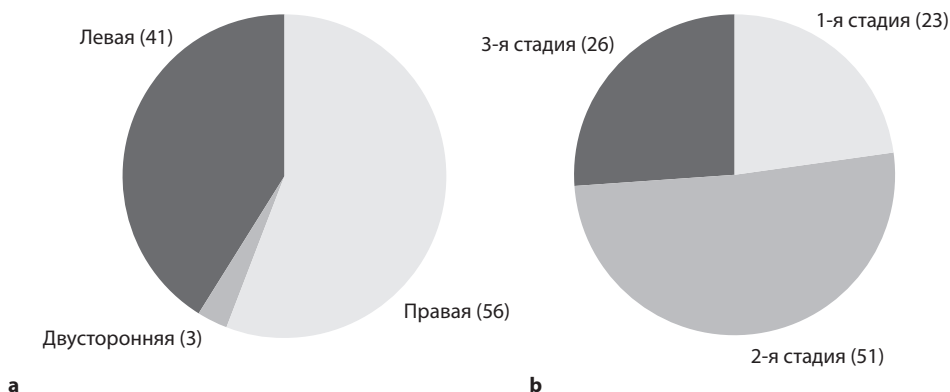 Левая (41)
Двусторонняя (3)
Правая (56)
a
3-я стадия (26)
1-я стадия (23)
2-я стадия (51)
b